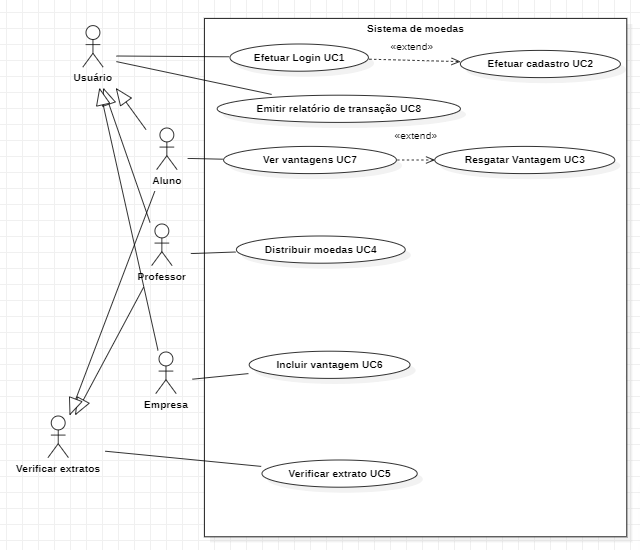 Sistema de moedas
Usuário
Efetuar Login UC1
«extend»
Efetuar cadastro UC2
Emitir relatório de transação UC8
Aluno
Ver vantagens UC7
«extend»
Resgatar Vantagem UC3
Professor
Distribuir moedas UC4
Empresa
Incluir vantagem UC6
Verificar extratos
Verificar extrato UC5